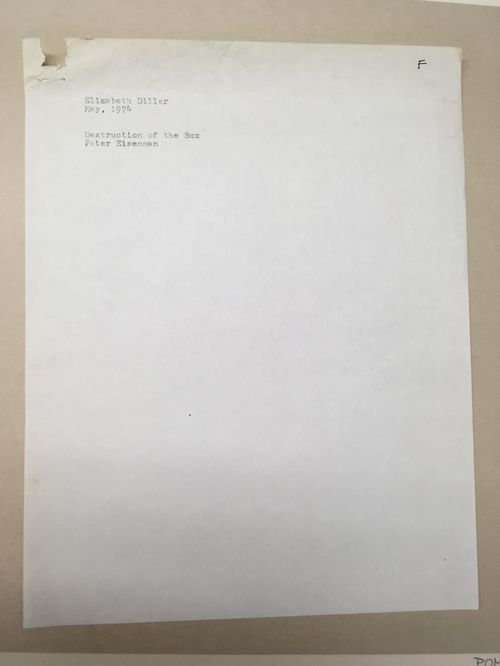 F
Elizabeth Diller
May, 1974
Destruction of the Box
Peter Eisenman